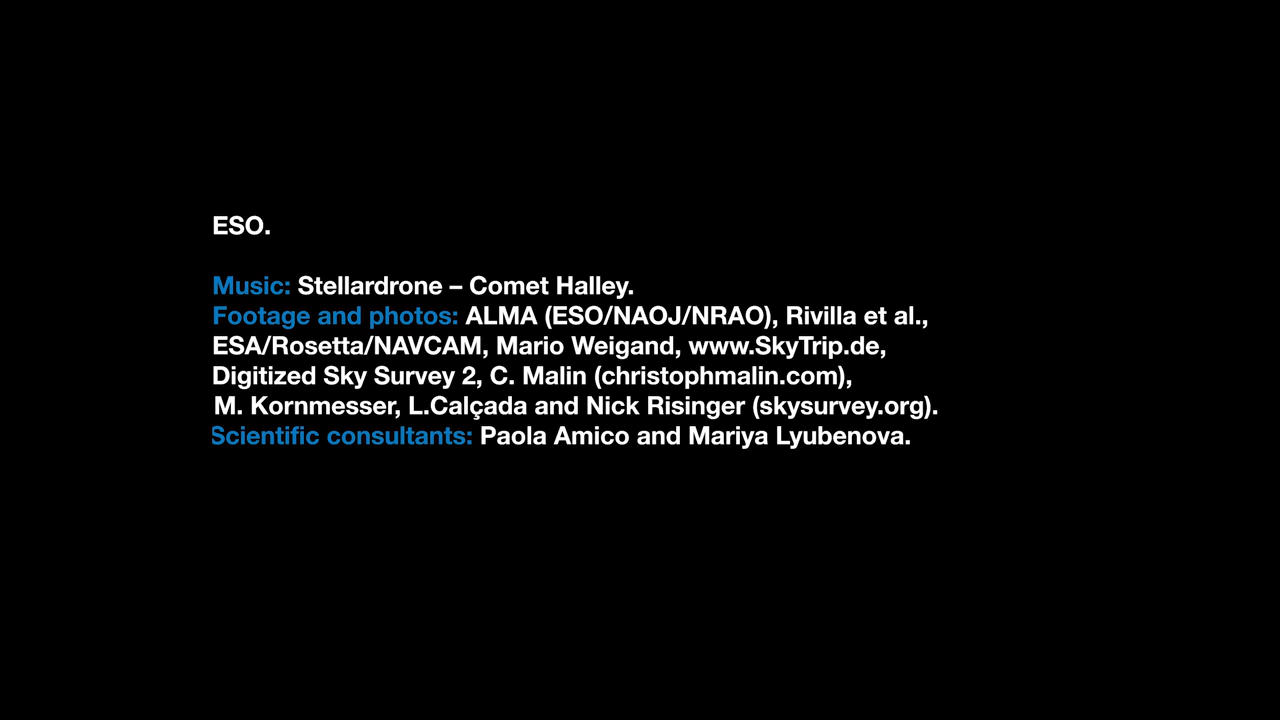 ESO.
Music: Stellardrone – Comet Halley.
Footage and photos: ALMA (ESO/NAOJ/NRAO), Rivilla et al.,
ESA/Rosetta/NAVCAM, Mario Weigand, www.SkyTrip.de,
Digitized Sky Survey 2, C. Malin (christophmalin.com),
M. Kornmesser, L.Calçada and Nick Risinger (skysurvey.org).
Scientific consultants: Paola Amico and Mariya Lyubenova.